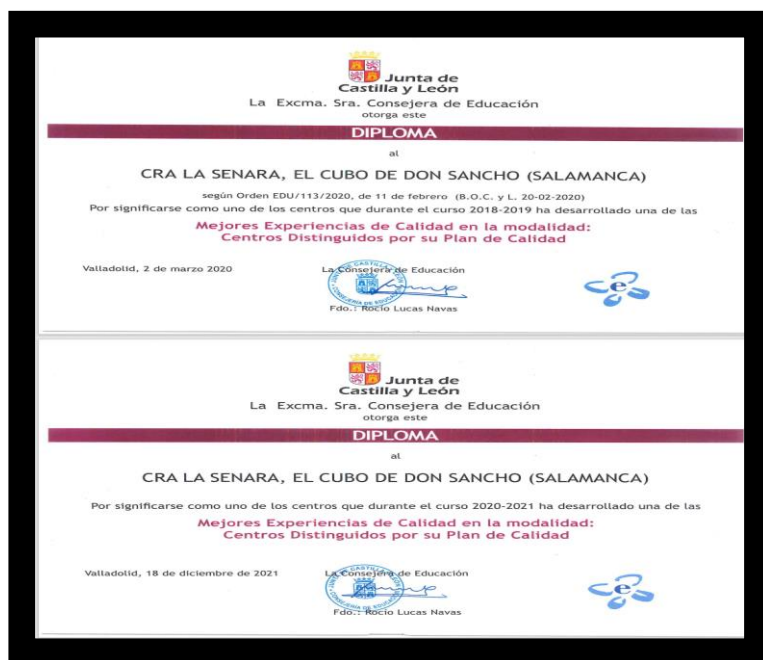 Junta de
Castilla y León
La Excma. Sra. Consejera de Educación
otorga este
DIPLOMA
al
CRA LA SENARA, EL CUBO DE DON SANCHO (SALAMANCA)
según Orden EDU/113/2020, de 11 de febrero (B.O.C. y L. 20-02-2020)
Por significarse como uno de los centros que durante el curso 2018-2019 ha desarrollado una de las
Mejores Experiencias de Calidad en la modalidad:
Centros Distinguidos por su Plan de Calidad
Valladolid, 2 de marzo 2020
La Consejera de Educación
Fdo.: Rocío Lucas Navas
e
Junta de
Castilla y León
La Excma. Sra. Consejera de Educación
otorga este
DIPLOMA
al
CRA LA SENARA, EL CUBO DE DON SANCHO (SALAMANCA)
Por significarse como uno de los centros que durante el curso 2020-2021 ha desarrollado una de las
Mejores Experiencias de Calidad en la modalidad:
Centros Distinguidos por su Plan de Calidad
Valladolid, 18 de diciembre de 2021
La Consejera de Educación
Fdo.: Rocío Lucas Navas
e